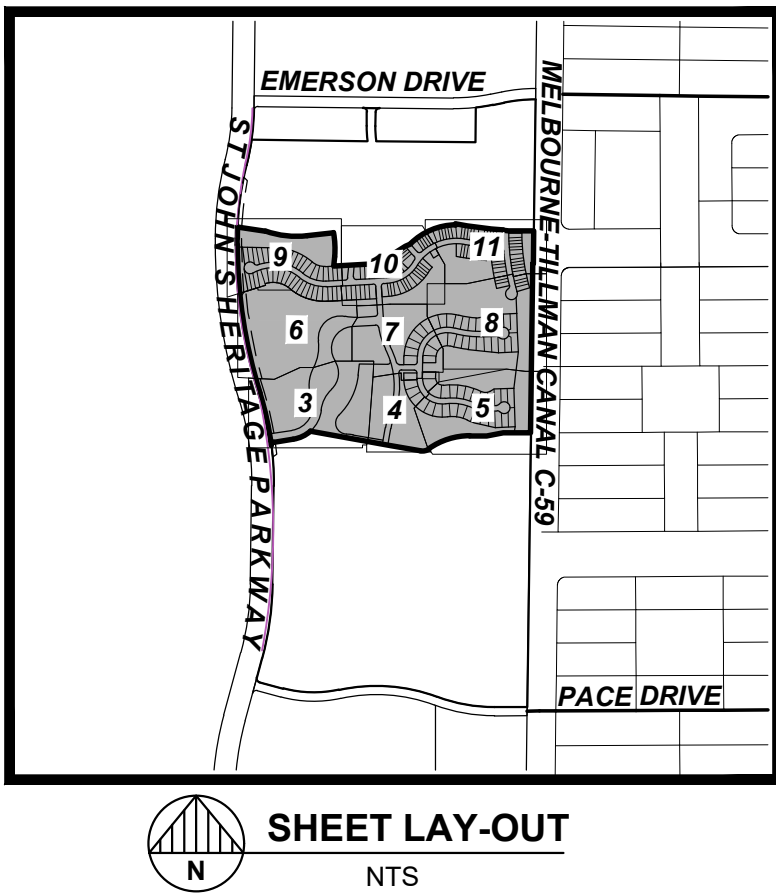 EMERSON DRIVE
MELBOURNE-TILLMAN CANAL C-59
ST JOHN'S HERITAGE PARKWAY
9
10
11
6
7
8
3
4
5
PACE DRIVE
SHEET LAY-OUT
N
NTS